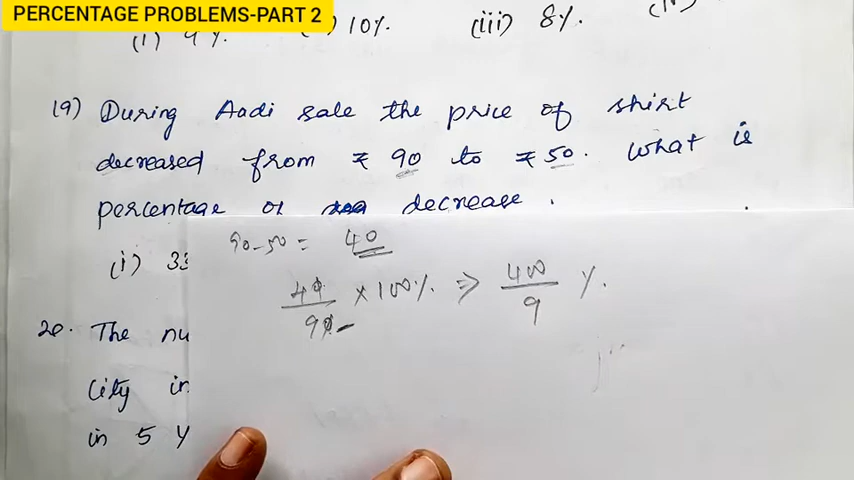 PERCENTAGE PROBLEMS-PART 2
(i) 4%. 10%. (iii) 8%.
19) During Aadi sale the price of shirt
decreased from ₹ 90 to ₹ 50. What is
percentage of decrease.
90-50 = 40
(i) 33
40/90 × 100% ⇒ 400/9 %.
20. The nu
City in
in 5 Y